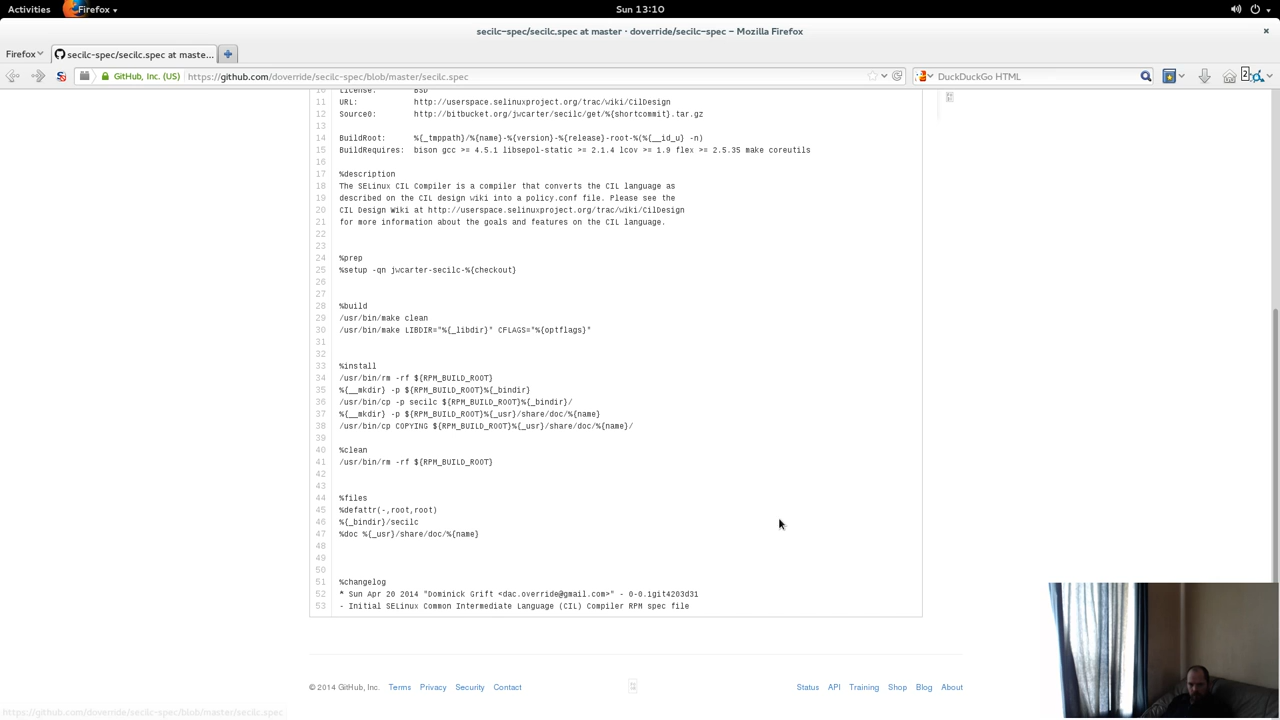 Activities
Firefox
Sun 13:10
secilc-spec/secilc.spec at master · doverride/secilc-spec - Mozilla Firefox
Firefox
secilc-spec/secilc.spec at maste...
GitHub, Inc. (US)
https://github.com/doverride/secilc-spec/blob/master/secilc.spec
DuckDuckGo HTML
2
10 License: BSD
11 URL: http://userspace.selinuxproject.org/trac/wiki/CilDesign
12 Source0: http://bitbucket.org/jwcarter/secilc/get/%{shortcommit}.tar.gz
13
14 BuildRoot: %{_tmppath}/%{name}-%{version}-%{release}-root-%(%{__id_u} -n)
15 BuildRequires: bison gcc >= 4.5.1 libsepol-static >= 2.1.4 lcov >= 1.9 flex >= 2.5.35 make coreutils
16
17 %description
18 The SELinux CIL Compiler is a compiler that converts the CIL language as
19 described on the CIL design wiki into a policy.conf file. Please see the
20 CIL Design Wiki at http://userspace.selinuxproject.org/trac/wiki/CilDesign
21 for more information about the goals and features on the CIL language.
22
23
24 %prep
25 %setup -qn jwcarter-secilc-%{checkout}
26
27
28 %build
29 /usr/bin/make clean
30 /usr/bin/make LIBDIR="%{_libdir}" CFLAGS="%{optflags}"
31
32
33 %install
34 /usr/bin/rm -rf ${RPM_BUILD_ROOT}
35 %{__mkdir} -p ${RPM_BUILD_ROOT}%{_bindir}
36 /usr/bin/cp -p secilc ${RPM_BUILD_ROOT}%{_bindir}/
37 %{__mkdir} -p ${RPM_BUILD_ROOT}%{_usr}/share/doc/%{name}
38 /usr/bin/cp COPYING ${RPM_BUILD_ROOT}%{_usr}/share/doc/%{name}/
39
40 %clean
41 /usr/bin/rm -rf ${RPM_BUILD_ROOT}
42
43
44 %files
45 %defattr(-,root,root)
46 %{_bindir}/secilc
47 %doc %{_usr}/share/doc/%{name}
48
49
50
51 %changelog
52 * Sun Apr 20 2014 "Dominick Grift <dac.override@gmail.com>" - 0-0.1git4203d31
53 - Initial SELinux Common Intermediate Language (CIL) Compiler RPM spec file
© 2014 GitHub, Inc. Terms Privacy Security Contact
Status API Training Shop Blog About
https://github.com/doverride/secilc-spec/blob/master/secilc.spec